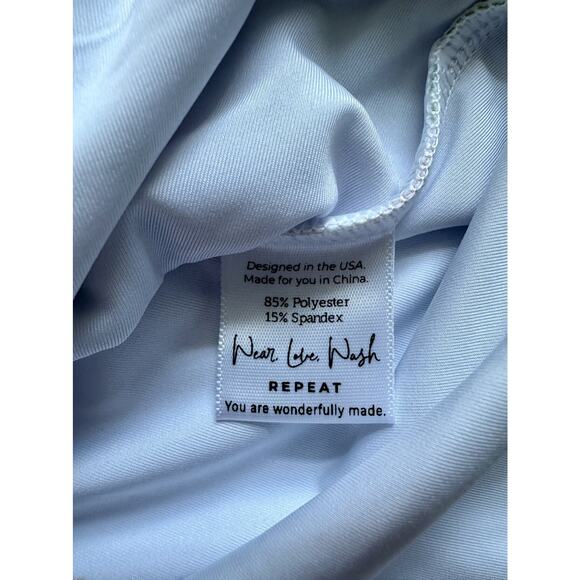 Designed in the USA.
Made for you in China.
85% Polyester
15% Spandex
Wear, Love, Wash
REPEAT
You are wonderfully made.